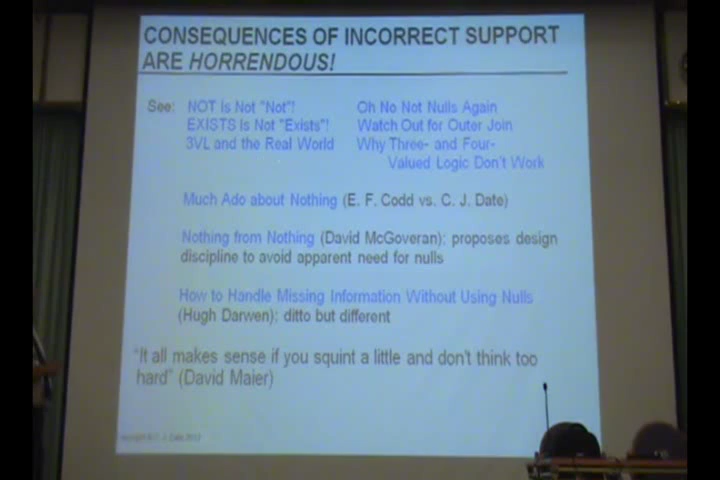 CONSEQUENCES OF INCORRECT SUPPORT
ARE HORRENDOUS!
See: NOT Is Not "Not"!
EXISTS Is Not "Exists"!
3VL and the Real World
Oh No Not Nulls Again
Watch Out for Outer Join
Why Three- and Four-
Valued Logic Don't Work
Much Ado about Nothing (E. F. Codd vs. C. J. Date)
Nothing from Nothing (David McGoveran): proposes design
discipline to avoid apparent need for nulls
How to Handle Missing Information Without Using Nulls
(Hugh Darwen): ditto but different
"It all makes sense if you squint a little and don't think too
hard" (David Maier)